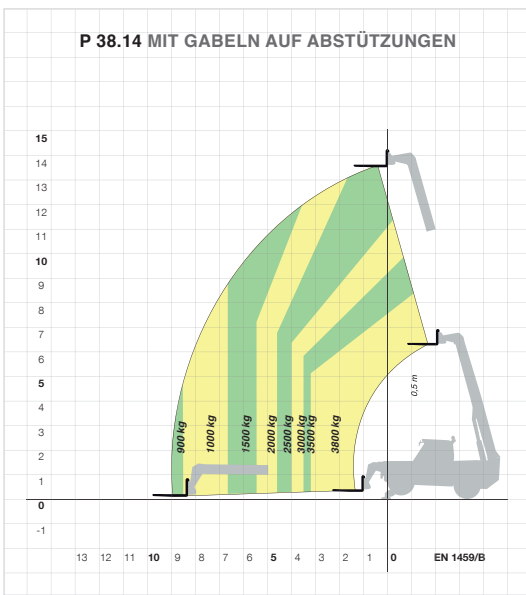 P 38.14 MIT GABELN AUF ABSTÜTZUNGEN
15
14
13
12
11
10
9
8
7
6
5
4
3
2
1
0
-1
0,5 m
900 kg
1000 kg
1500 kg
2000 kg
2500 kg
3000 kg
3500 kg
3800 kg
13 12 11 10 9 8 7 6 5 4 3 2 1 0 EN 1459/B